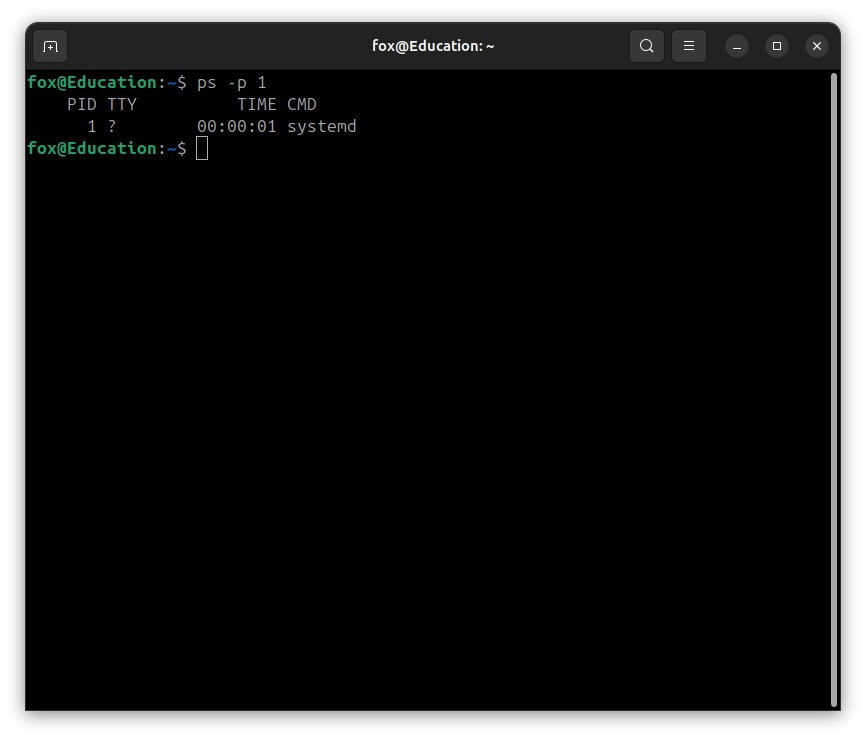 fox@Education: ~
fox@Education:~$ ps -p 1
    PID TTY          TIME CMD
      1 ?        00:00:01 systemd
fox@Education:~$